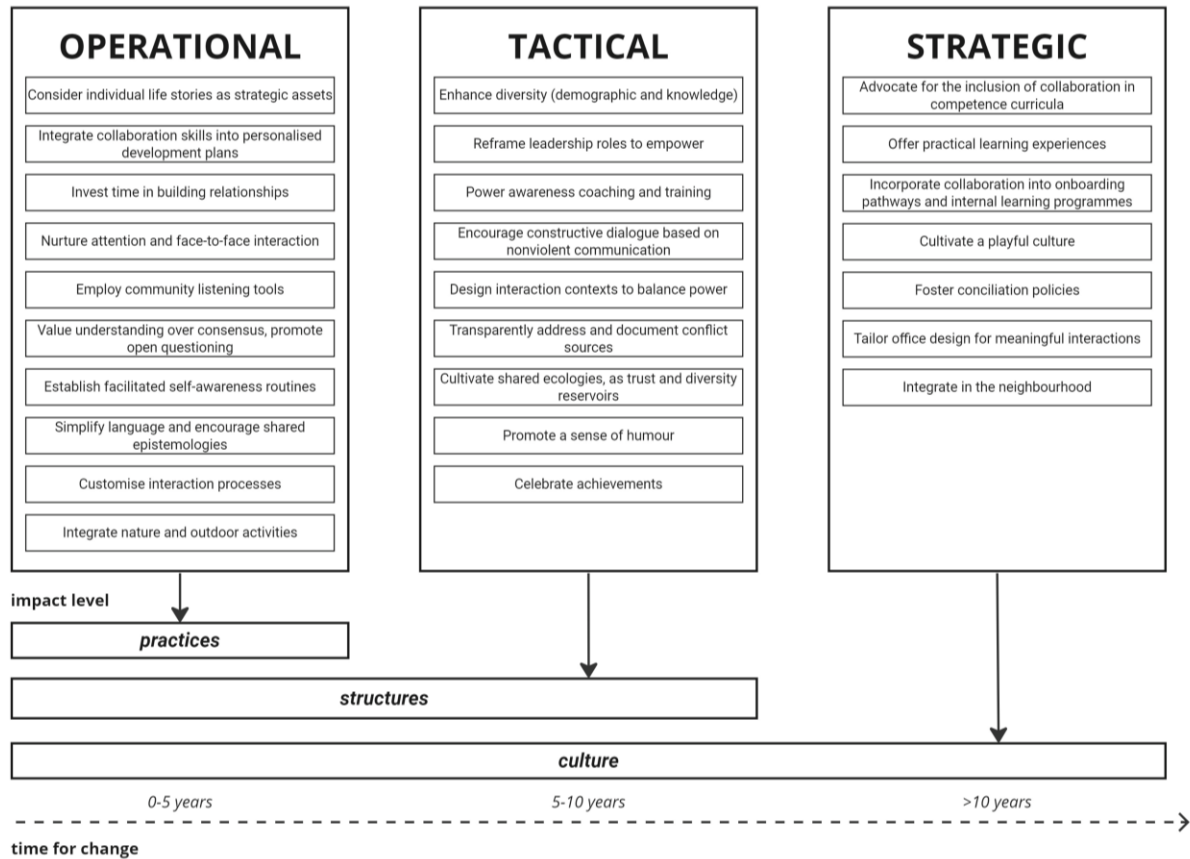 OPERATIONAL
Consider individual life stories as strategic assets
Integrate collaboration skills into personalised
development plans
Invest time in building relationships
Nurture attention and face-to-face interaction
Employ community listening tools
Value understanding over consensus, promote
open questioning
Establish facilitated self-awareness routines
Simplify language and encourage shared
epistemologies
Customise interaction processes
Integrate nature and outdoor activities
TACTICAL
Enhance diversity (demographic and knowledge)
Reframe leadership roles to empower
Power awareness coaching and training
Encourage constructive dialogue based on
nonviolent communication
Design interaction contexts to balance power
Transparently address and document conflict
sources
Cultivate shared ecologies, as trust and diversity
reservoirs
Promote a sense of humour
Celebrate achievements
STRATEGIC
Advocate for the inclusion of collaboration in
competence curricula
Offer practical learning experiences
Incorporate collaboration into onboarding
pathways and internal learning programmes
Cultivate a playful culture
Foster conciliation policies
Tailor office design for meaningful interactions
Integrate in the neighbourhood
impact level
practices
structures
culture
0-5 years
5-10 years
>10 years
time for change